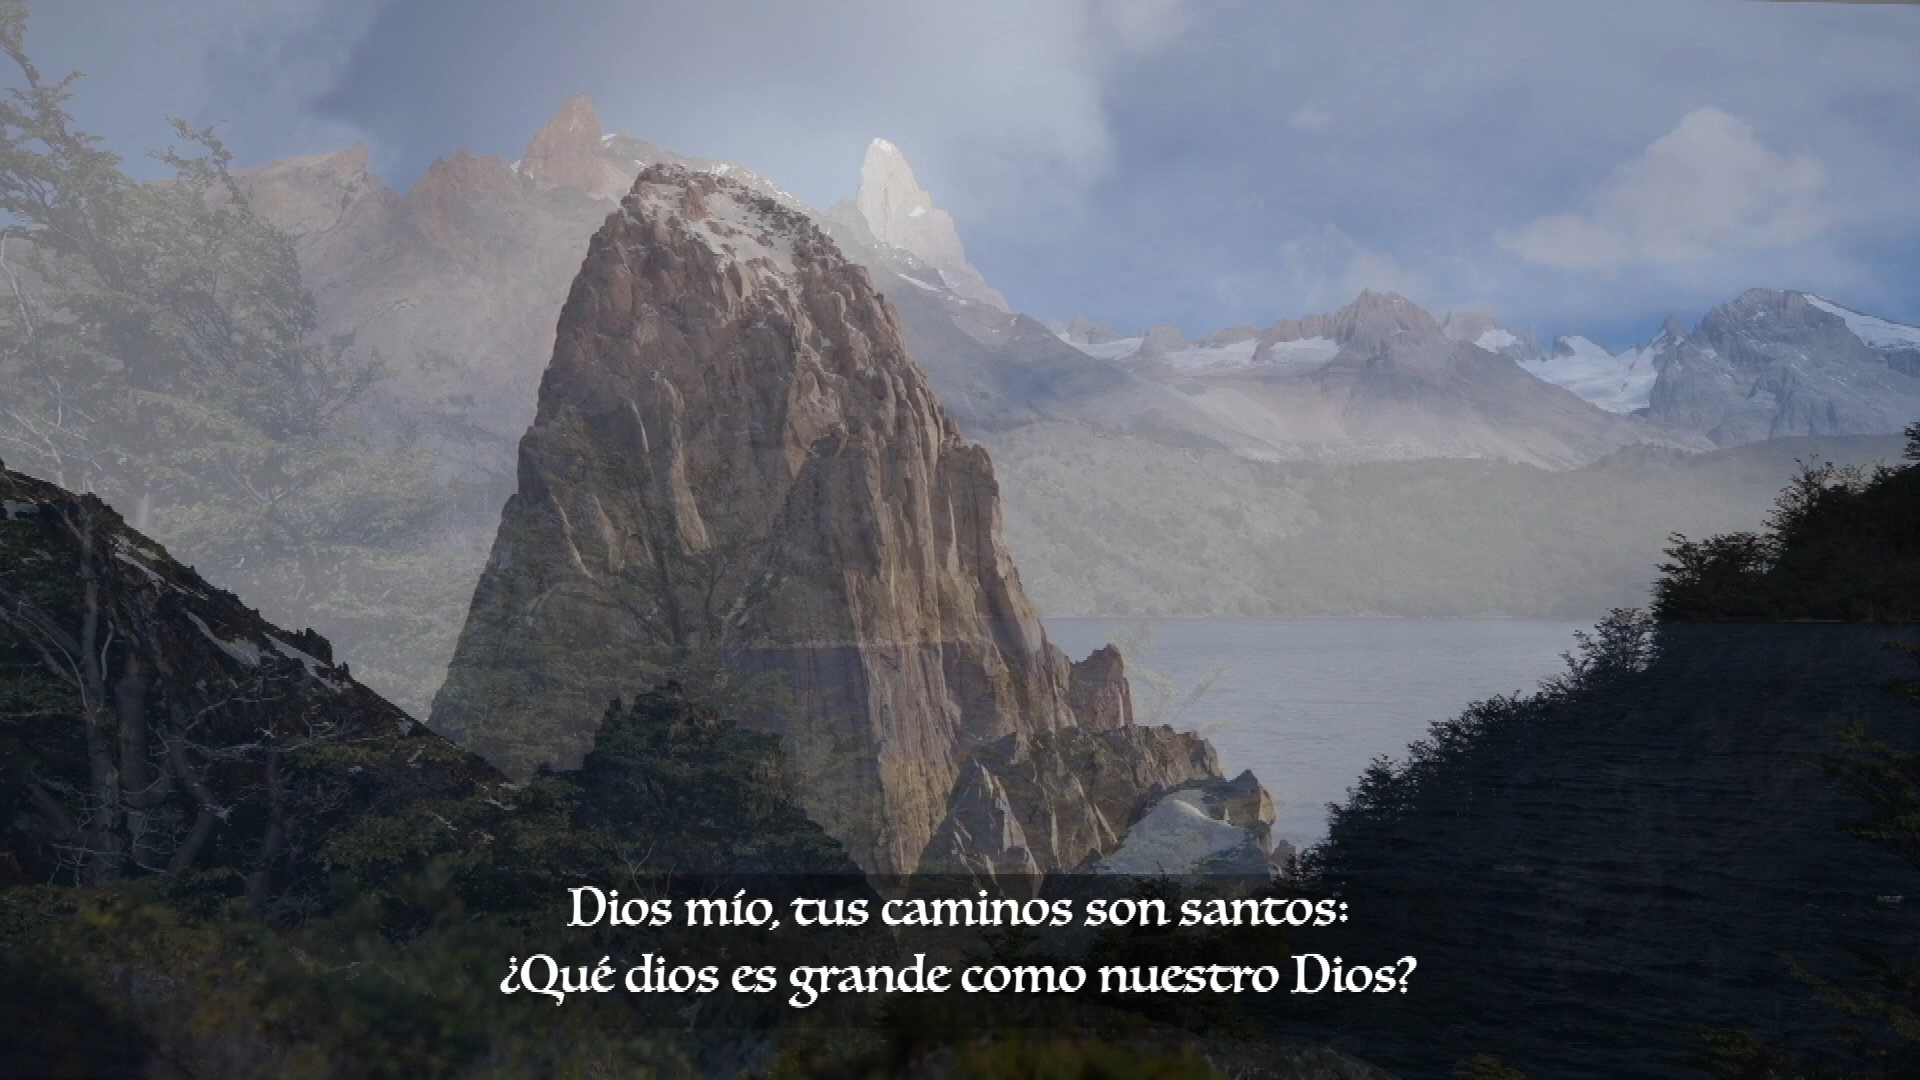 Dios mío, tus caminos son santos:
¿Qué dios es grande como nuestro Dios?